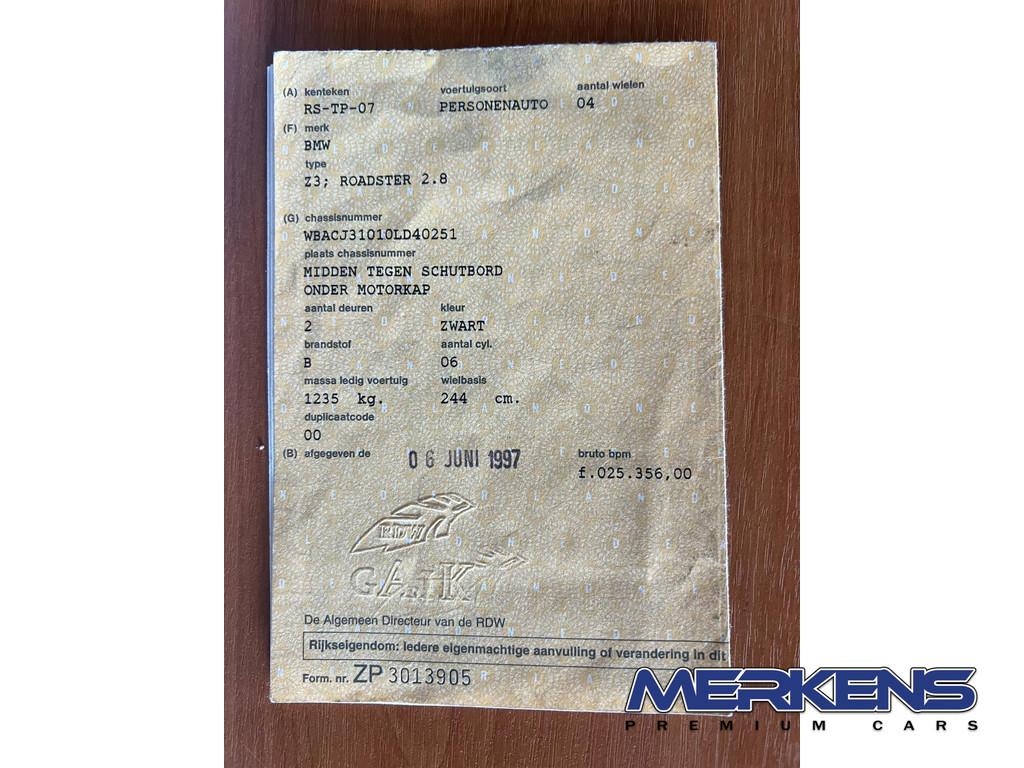 (A) kenteken voertuigsoort aantal wielen
RS-TP-07 PERSONENAUTO 04
(F) merk
BMW
type
Z3; ROADSTER 2.8
(G) chassisnummer
WBACJ31010LD40251
plaats chassisnummer
MIDDEN TEGEN SCHUTBORD
ONDER MOTORKAP
aantal deuren kleur
2 ZWART
brandstof aantal cyl.
B 06
massa ledig voertuig wielbasis
1235 kg. 244 cm.
duplicaatcode
00
(B) afgegeven de 06 JUNI 1997 bruto bpm
f.025.356,00
RDW
De Algemeen Directeur van de RDW
Rijkseigendom: Iedere eigenmachtige aanvulling of verandering in dit
Form. nr. ZP 3013905
MERKENS
PREMIUM CARS